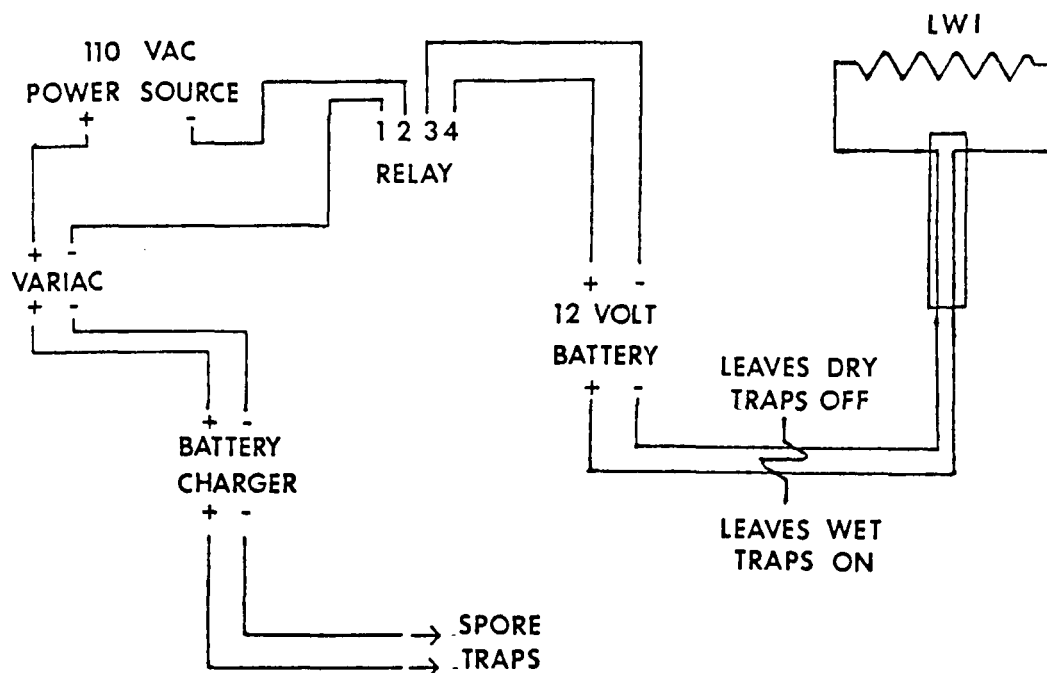 LWI
110 VAC
POWER SOURCE
+ -
1 2 3 4
RELAY
+ -
VARIAC
+ -
+ -
12 VOLT
BATTERY
+ -
LEAVES DRY
TRAPS OFF
+ -
BATTERY
CHARGER
+ -
LEAVES WET
TRAPS ON
SPORE
TRAPS